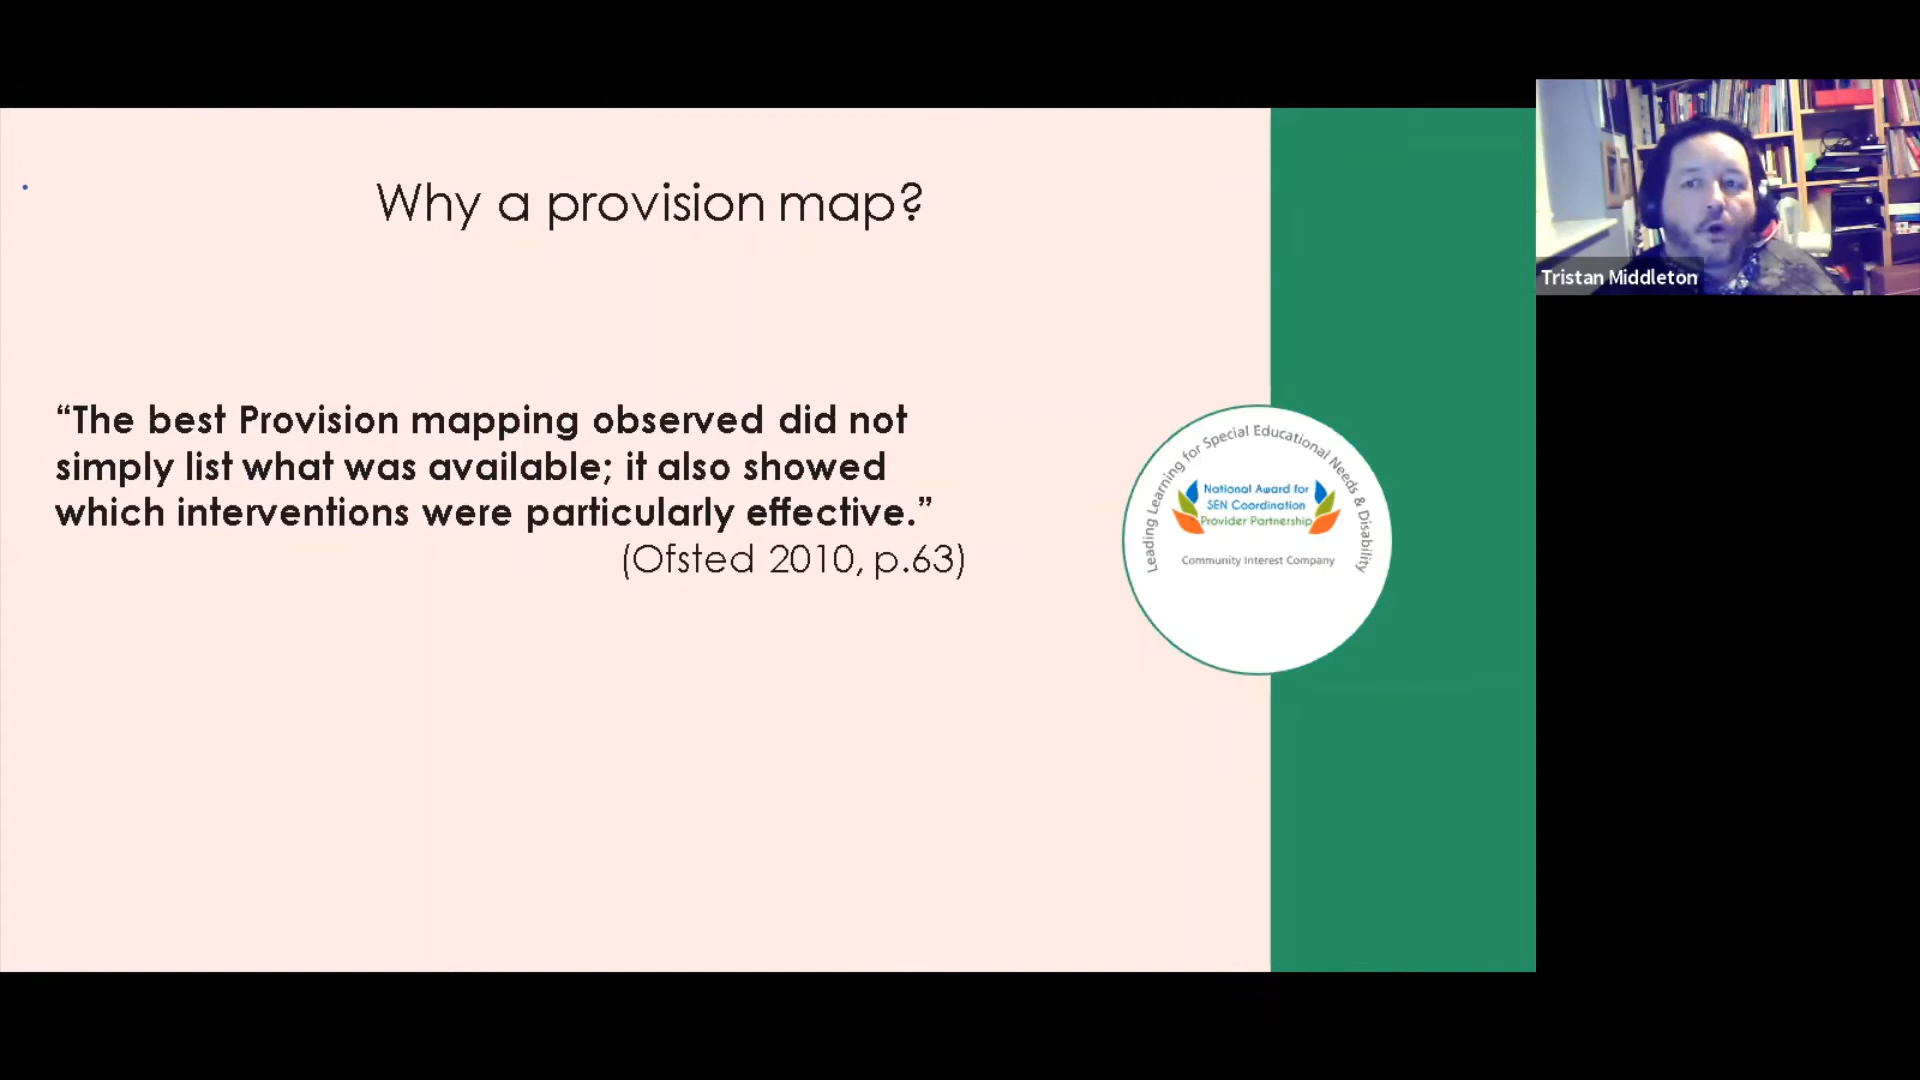 Why a provision map?
“The best Provision mapping observed did not
simply list what was available; it also showed
which interventions were particularly effective.”
(Ofsted 2010, p.63)
Leading Learning for Special Educational Needs & Disability
National Award for
SEN Coordination
Provider Partnership
Community Interest Company
Tristan Middleton